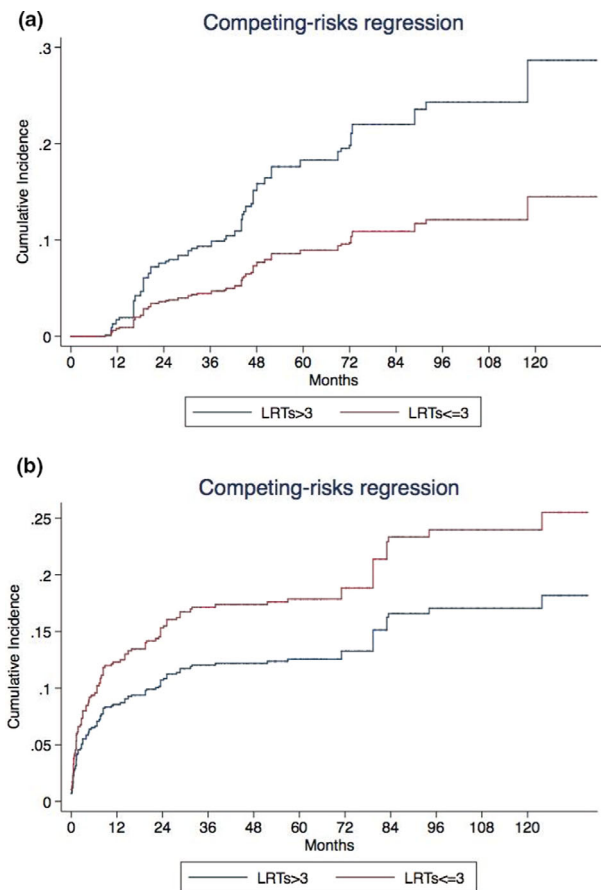 (a)
Competing-risks regression
.3
.2
.1
0
Cumulative Incidence
0 12 24 36 48 60 72 84 96 108 120
Months
LRTs>3 LRTs<=3
(b)
Competing-risks regression
.25
.2
.15
.1
.05
0
Cumulative Incidence
0 12 24 36 48 60 72 84 96 108 120
Months
LRTs>3 LRTs<=3